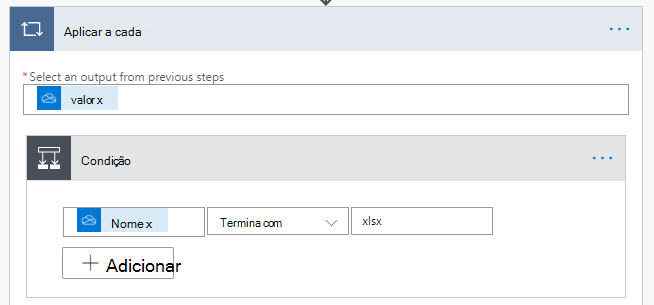 Aplicar a cada
*Select an output from previous steps
valor x
Condição
Nome x Termina com xlsx
+ Adicionar